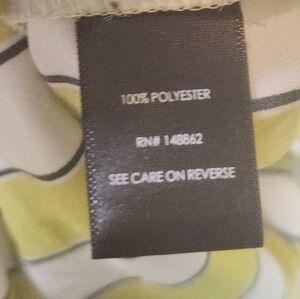 100% POLYESTER
RN# 148862
SEE CARE ON REVERSE